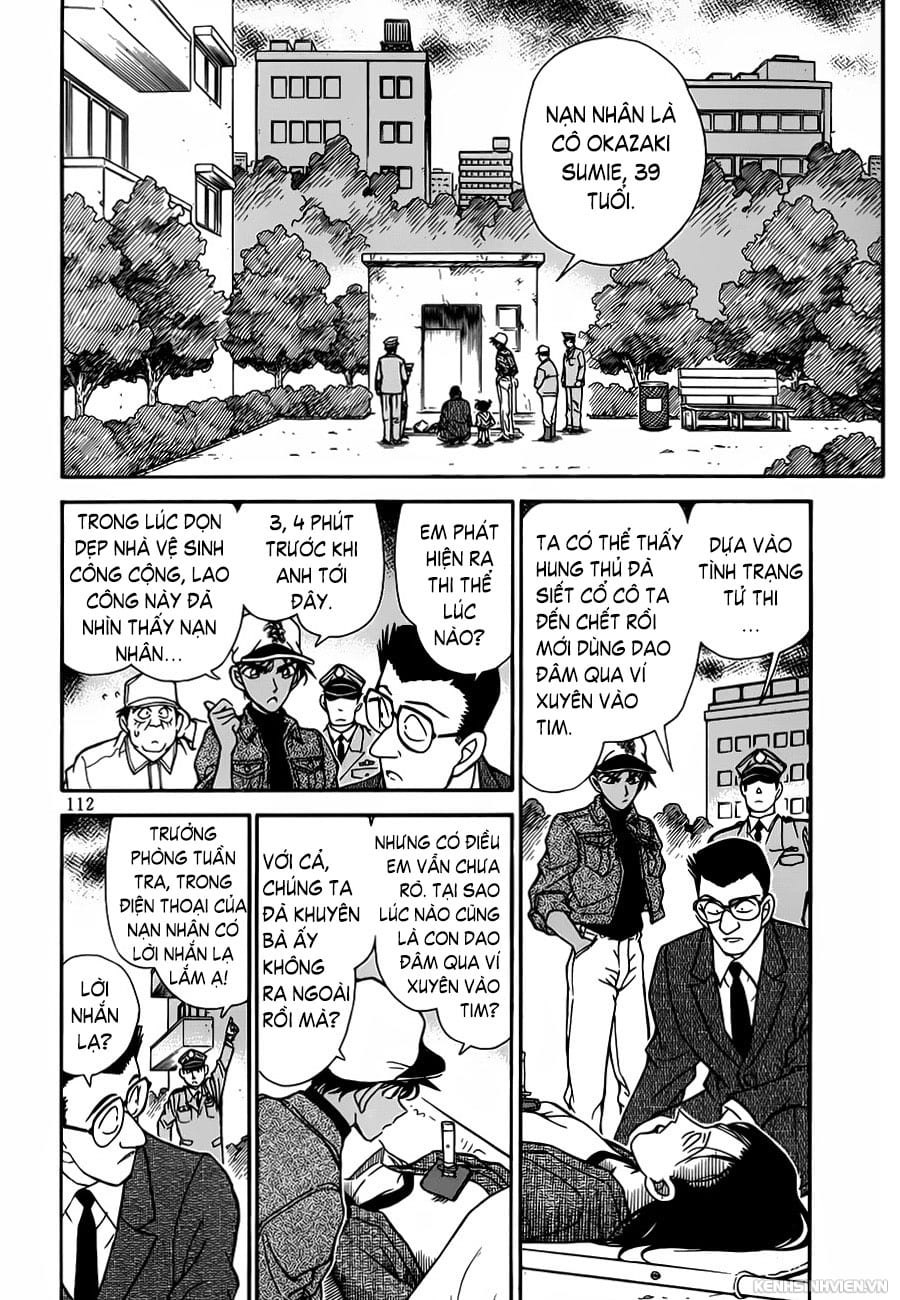 NẠN NHÂN LÀ
CÔ OKAZAKI
SUMIE, 39
TUỔI.
DỰA VÀO
TÌNH TRẠNG
TỬ THI
...
TA CÓ THỂ THẤY
HUNG THỦ ĐÃ
SIẾT CỔ CÔ TA
ĐẾN CHẾT RỒI
MỚI DÙNG DAO
ĐÂM QUA VÍ
XUYÊN VÀO
TIM.
EM PHÁT
HIỆN RA
THI THỂ
LÚC
NÀO?
3, 4 PHÚT
TRƯỚC KHI
ANH TỚI
ĐÂY.
TRONG LÚC DỌN
DẸP NHÀ VỆ SINH
CÔNG CỘNG, LAO
CÔNG NÀY ĐÃ
NHÌN THẤY NẠN
NHÂN...
112
NHƯNG CÓ ĐIỀU
EM VẪN CHƯA
RÕ. TẠI SAO
LÚC NÀO CŨNG
LÀ CON DAO
ĐÂM QUA VÍ
XUYÊN VÀO
TIM?
VỚI CẢ,
CHÚNG TA
ĐÃ KHUYÊN
BÀ ẤY
KHÔNG
RA NGOÀI
RỒI MÀ?
TRƯỞNG
PHÒNG TUẦN
TRA, TRONG
ĐIỆN THOẠI CỦA
NẠN NHÂN CÓ
LỜI NHẮN LẠ
LẮM Ạ!
LỜI
NHẮN
LẠ?
KENHSINHVIEN.VN